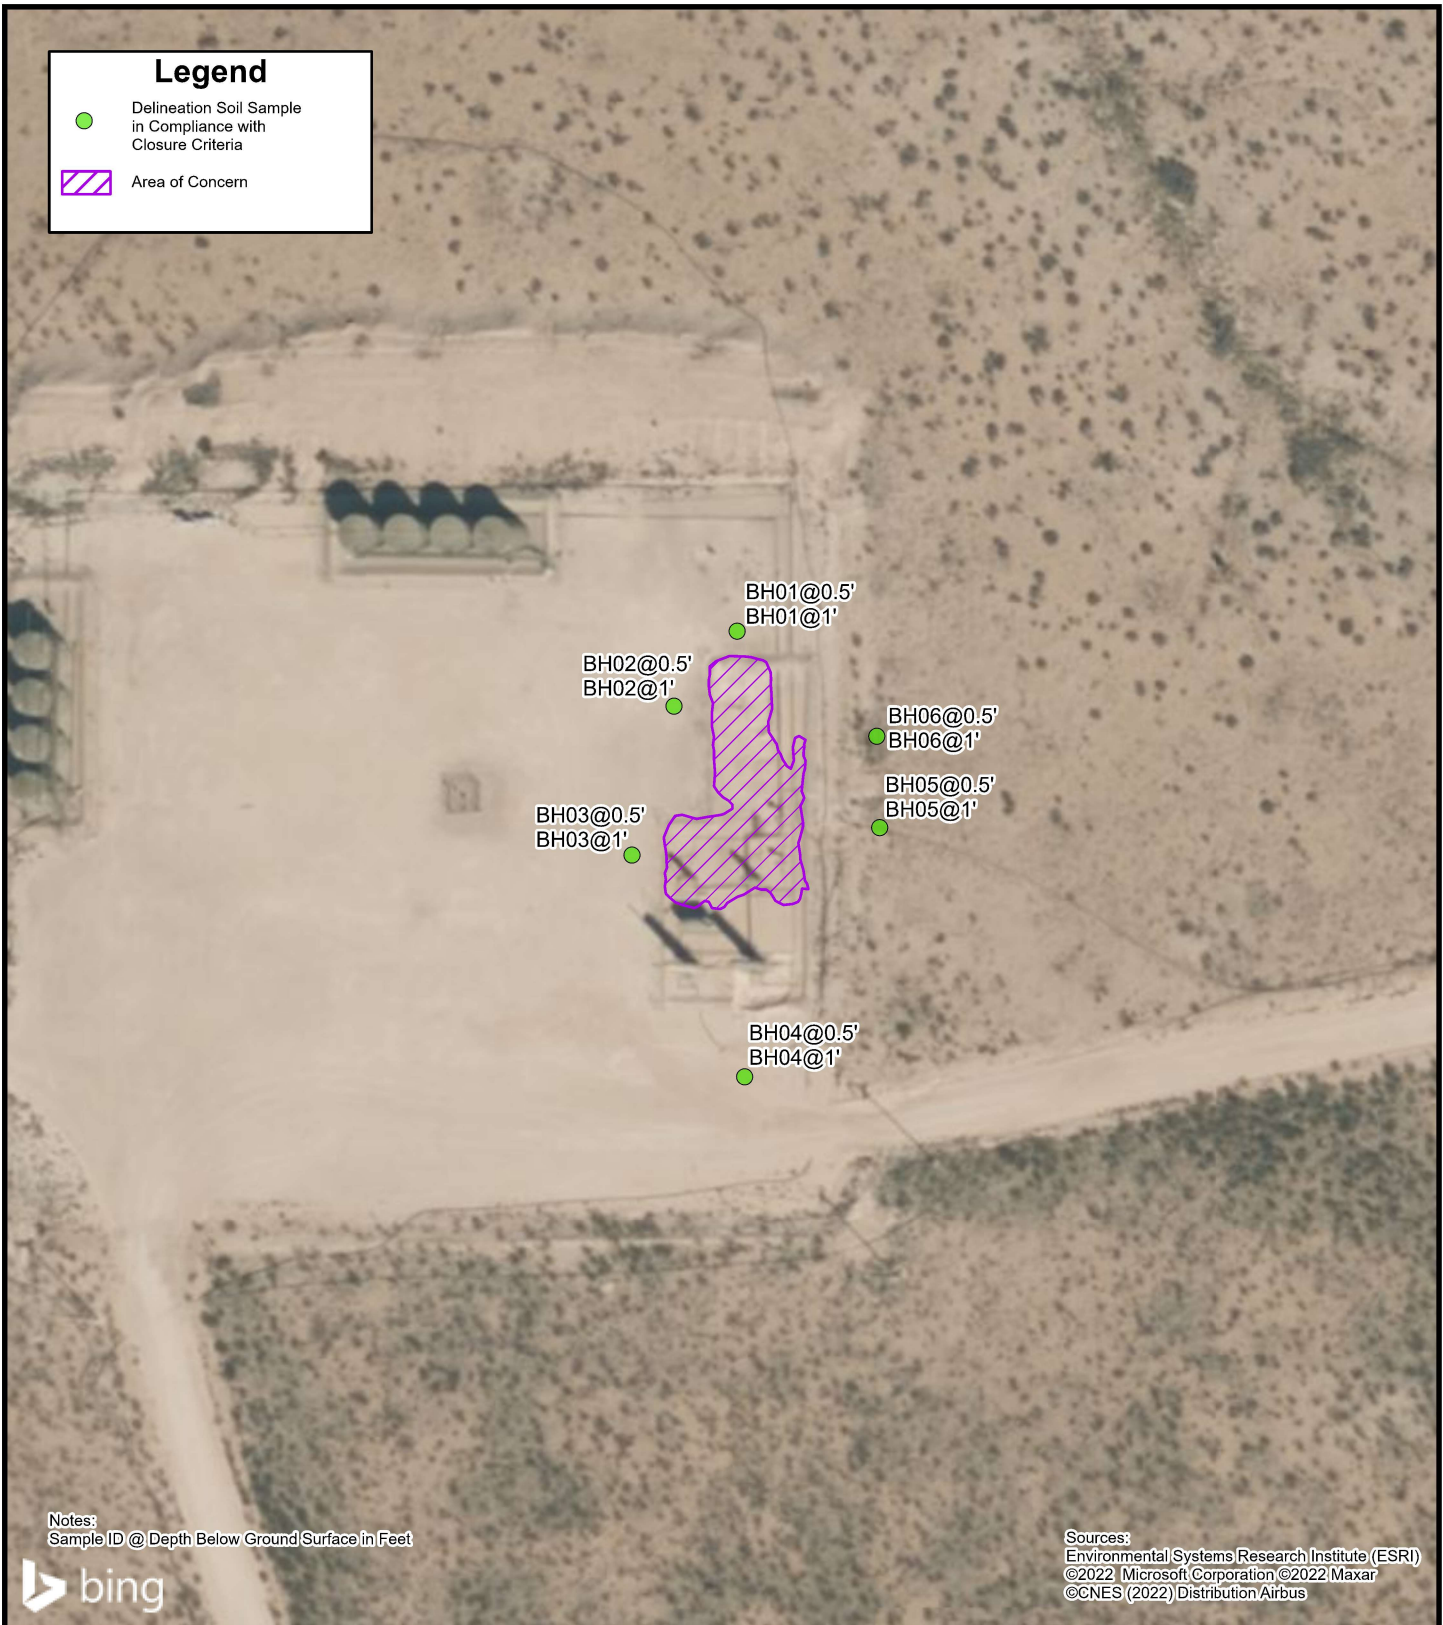 Legend
Delineation Soil Sample
in Compliance with
Closure Criteria
Area of Concern
BH01@0.5'
BH01@1'
BH02@0.5'
BH02@1'
BH06@0.5'
BH06@1'
BH05@0.5'
BH05@1'
BH03@0.5'
BH03@1'
BH04@0.5'
BH04@1'
Notes:
Sample ID @ Depth Below Ground Surface in Feet
bing
Sources:
Environmental Systems Research Institute (ESRI)
©2022 Microsoft Corporation ©2022 Maxar
©CNES (2022) Distribution Airbus